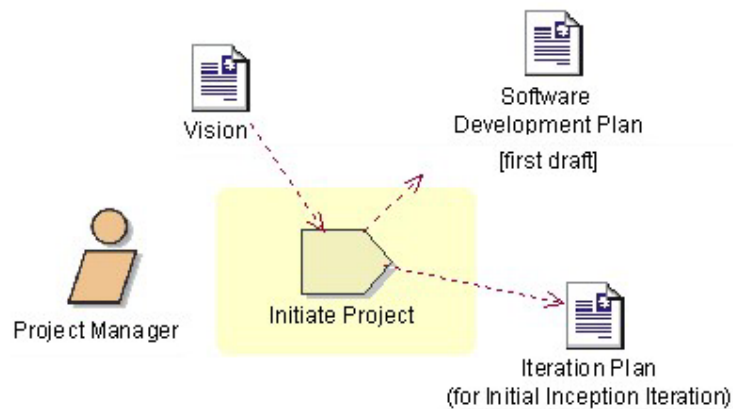 Vision
Software
Development Plan
[first draft]
Project Manager
Initiate Project
Iteration Plan
(for Initial Inception Iteration)